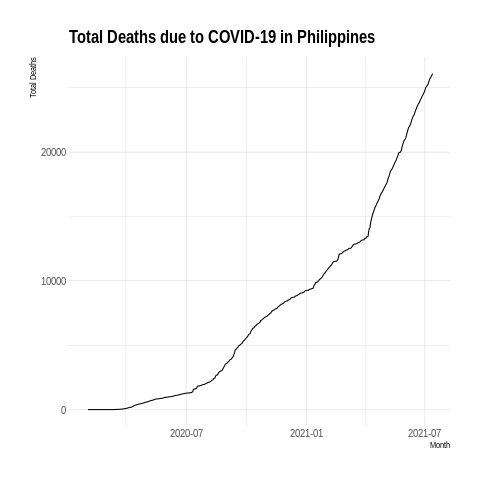 Total Deaths due to COVID-19 in Philippines
Total Deaths
20000
10000
0
2020-07 2021-01 2021-07
Month